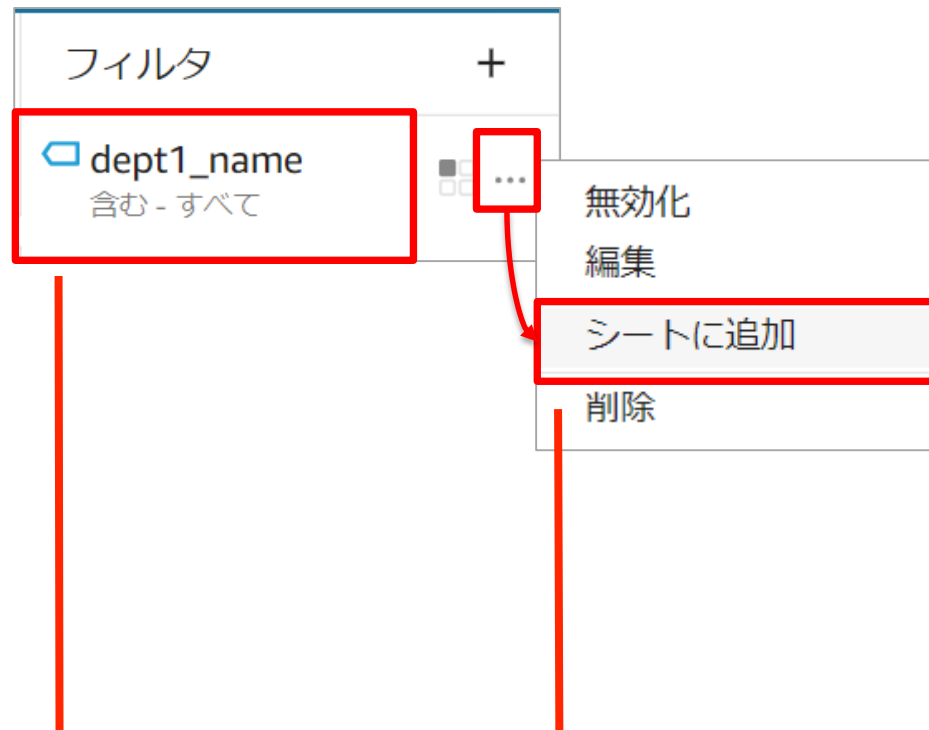 フィルタ +
dept1_name
含む - すべて
...
無効化
編集
シートに追加
削除